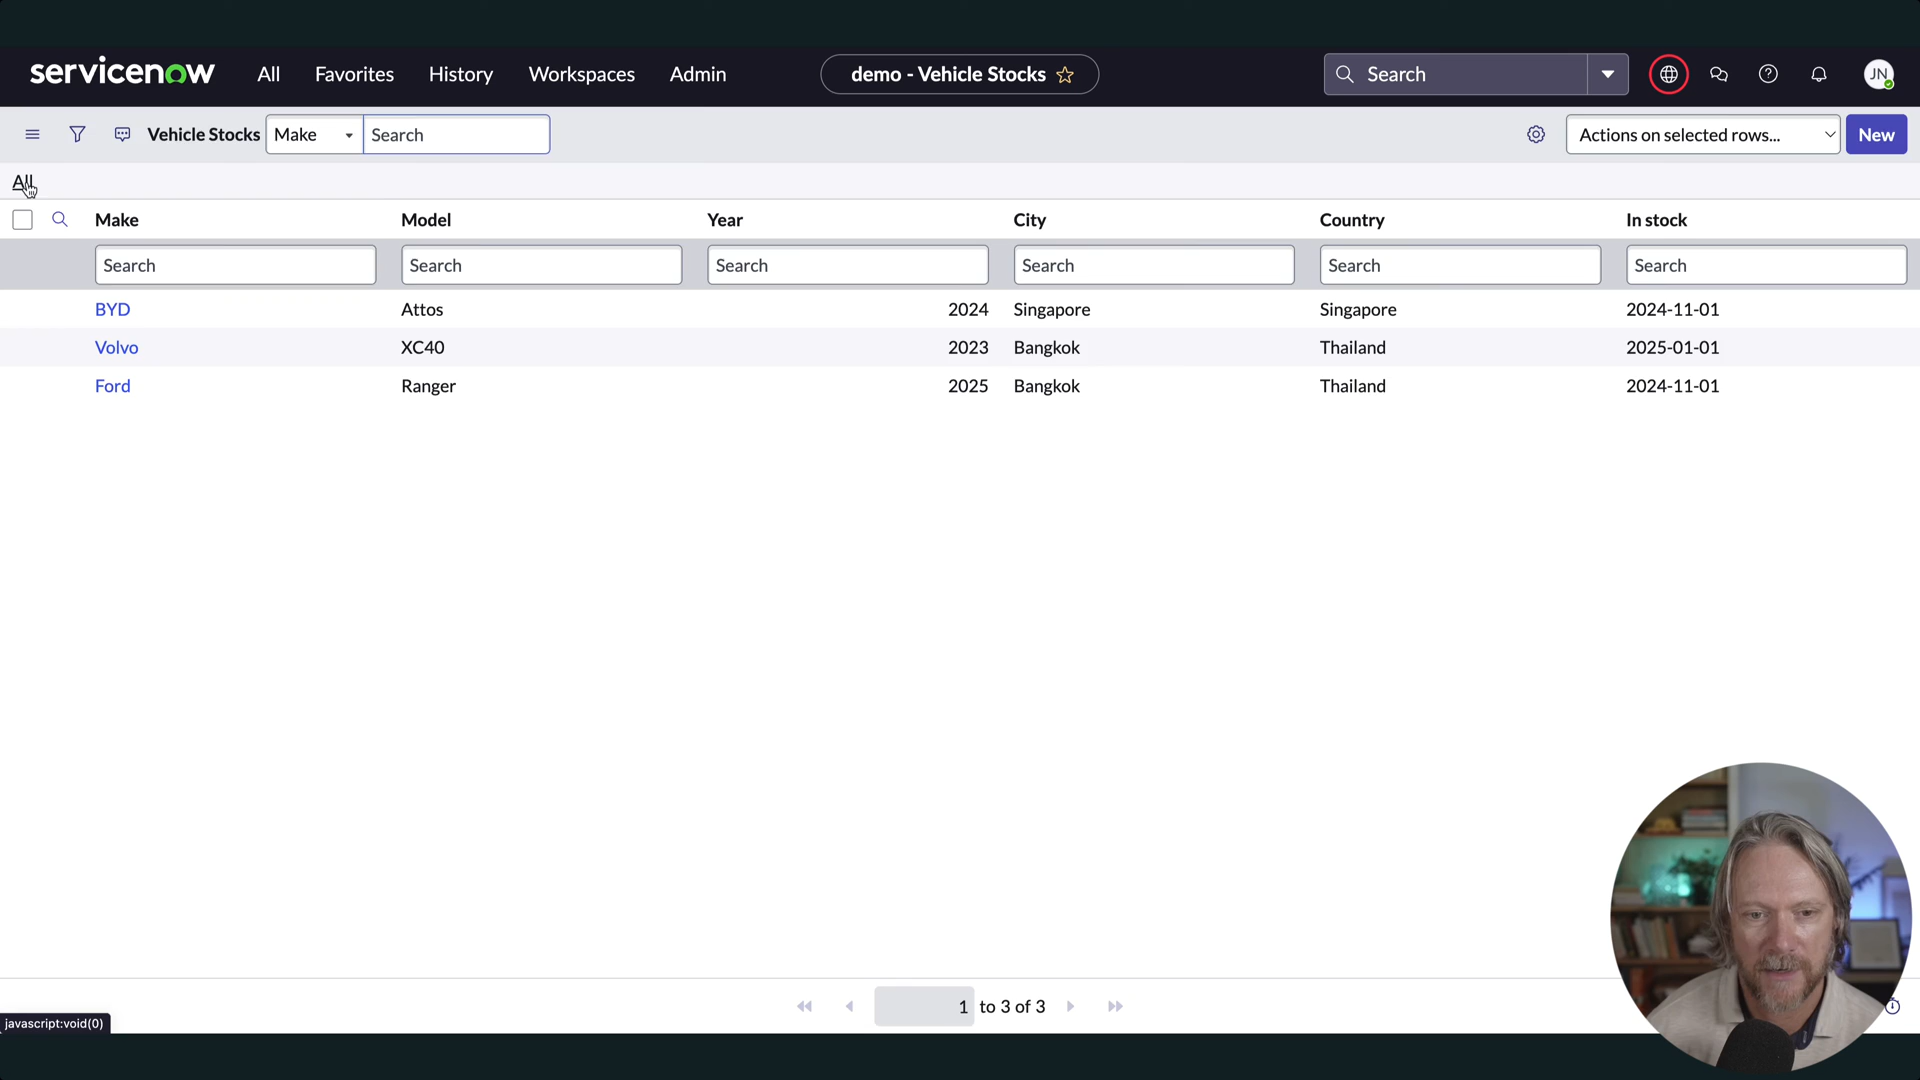 servicenow All Favorites History Workspaces Admin demo - Vehicle Stocks Search JN
Vehicle Stocks Make Search Actions on selected rows... New
All
Make Model Year City Country In stock
Search Search Search Search Search Search
BYD Attos 2024 Singapore Singapore 2024-11-01
Volvo XC40 2023 Bangkok Thailand 2025-01-01
Ford Ranger 2025 Bangkok Thailand 2024-11-01
1 to 3 of 3
javascript:void(0)